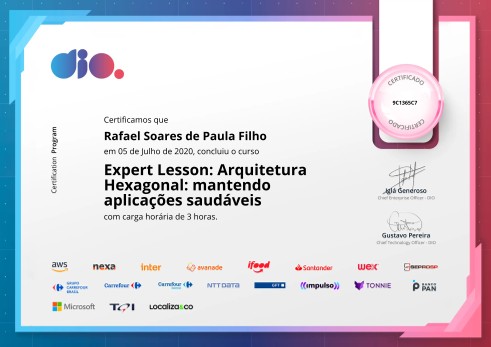 dio.
CERTIFICADO
9C1365C7
CERTIFICADO
Certification Program
Certificamos que
Rafael Soares de Paula Filho
em 05 de Julho de 2020, concluiu o curso
Expert Lesson: Arquitetura
Hexagonal: mantendo
aplicações saudáveis
com carga horária de 3 horas.
Iglá Generoso
Chief Enterprise Officer - DIO
Gustavo Pereira
Chief Technology Officer - DIO
aws nexa inter avanade ifood Santander wex SEPROSP
GRUPO CARREFOUR BRASIL Carrefour Carrefour NTT DATA GFT impulso TONNIE BANCO PAN
Microsoft TQI LOCALIZA&CO